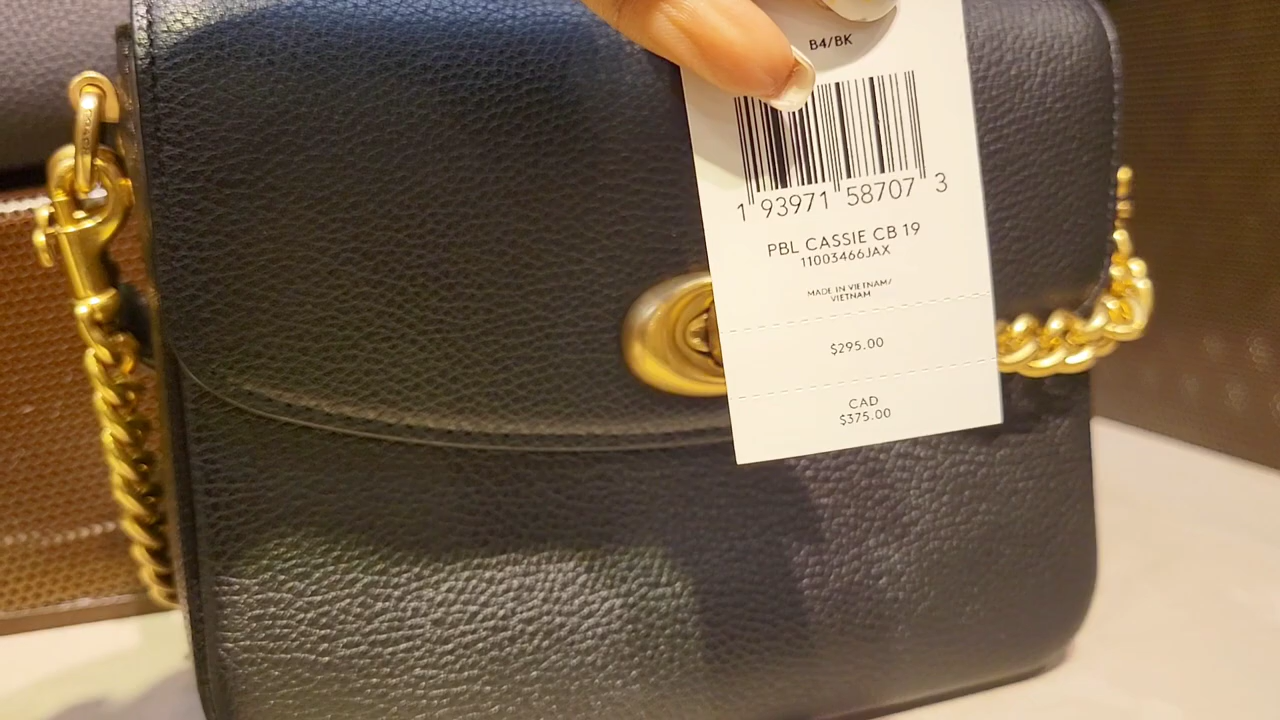 B4/BK
1 93971 58707 3
PBL CASSIE CB 19
11003466JAX
MADE IN VIETNAM/
VIETNAM
$295.00
CAD
$375.00